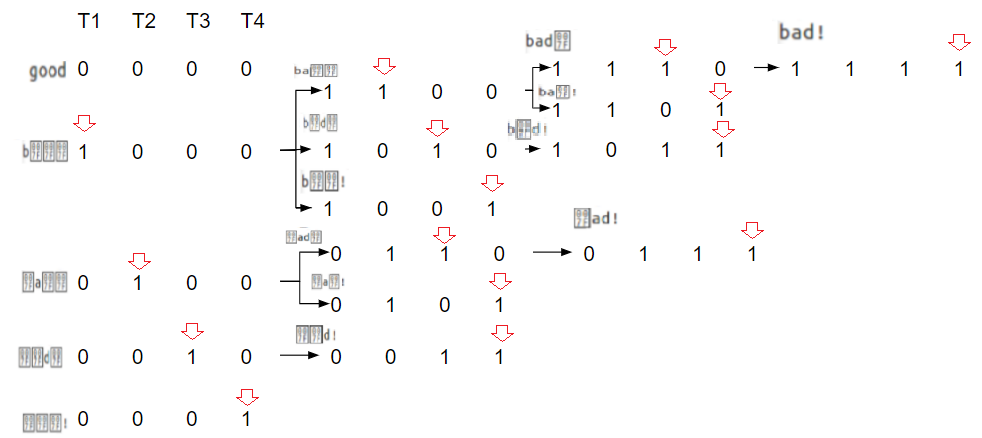 T1 T2 T3 T4
bad!
bad□
good 0 0 0 0
ba□□
1 1 1 0
1 1 1 1
1 1 0 0
ba□!
1 1 0 1
b□d□
b□d!
b□□□ 1 0 0 0
1 0 1 0
1 0 1 1
b□□!
1 0 0 1
□ad!
□ad□
0 1 1 0
0 1 1 1
□a□□ 0 1 0 0
□a□!
0 1 0 1
□□d!
□□d□ 0 0 1 0
0 0 1 1
□□□! 0 0 0 1